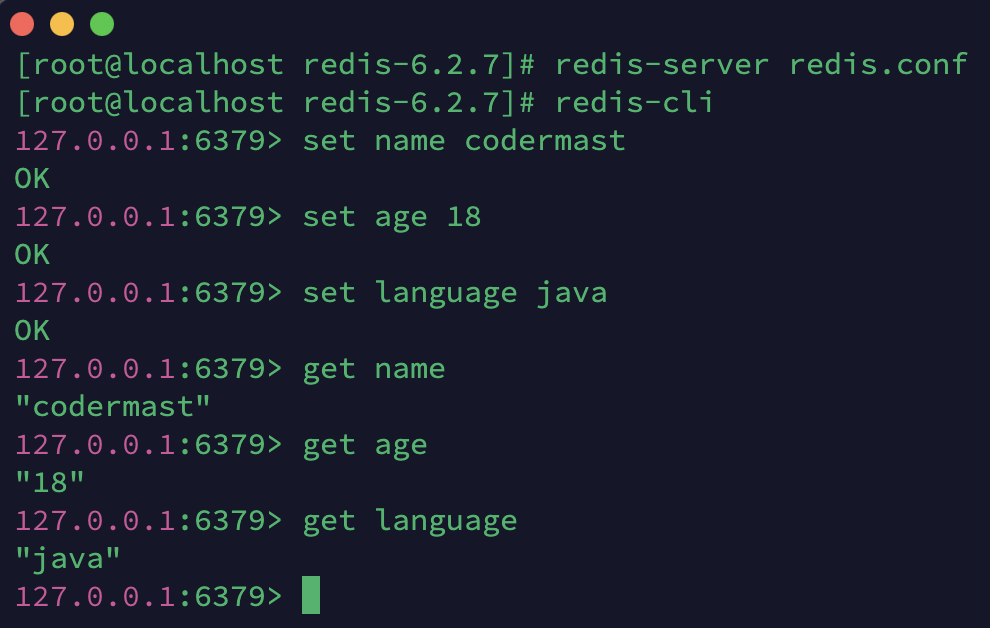 [root@localhost redis-6.2.7]# redis-server redis.conf
[root@localhost redis-6.2.7]# redis-cli
127.0.0.1:6379> set name codermast
OK
127.0.0.1:6379> set age 18
OK
127.0.0.1:6379> set language java
OK
127.0.0.1:6379> get name
"codermast"
127.0.0.1:6379> get age
"18"
127.0.0.1:6379> get language
"java"
127.0.0.1:6379>